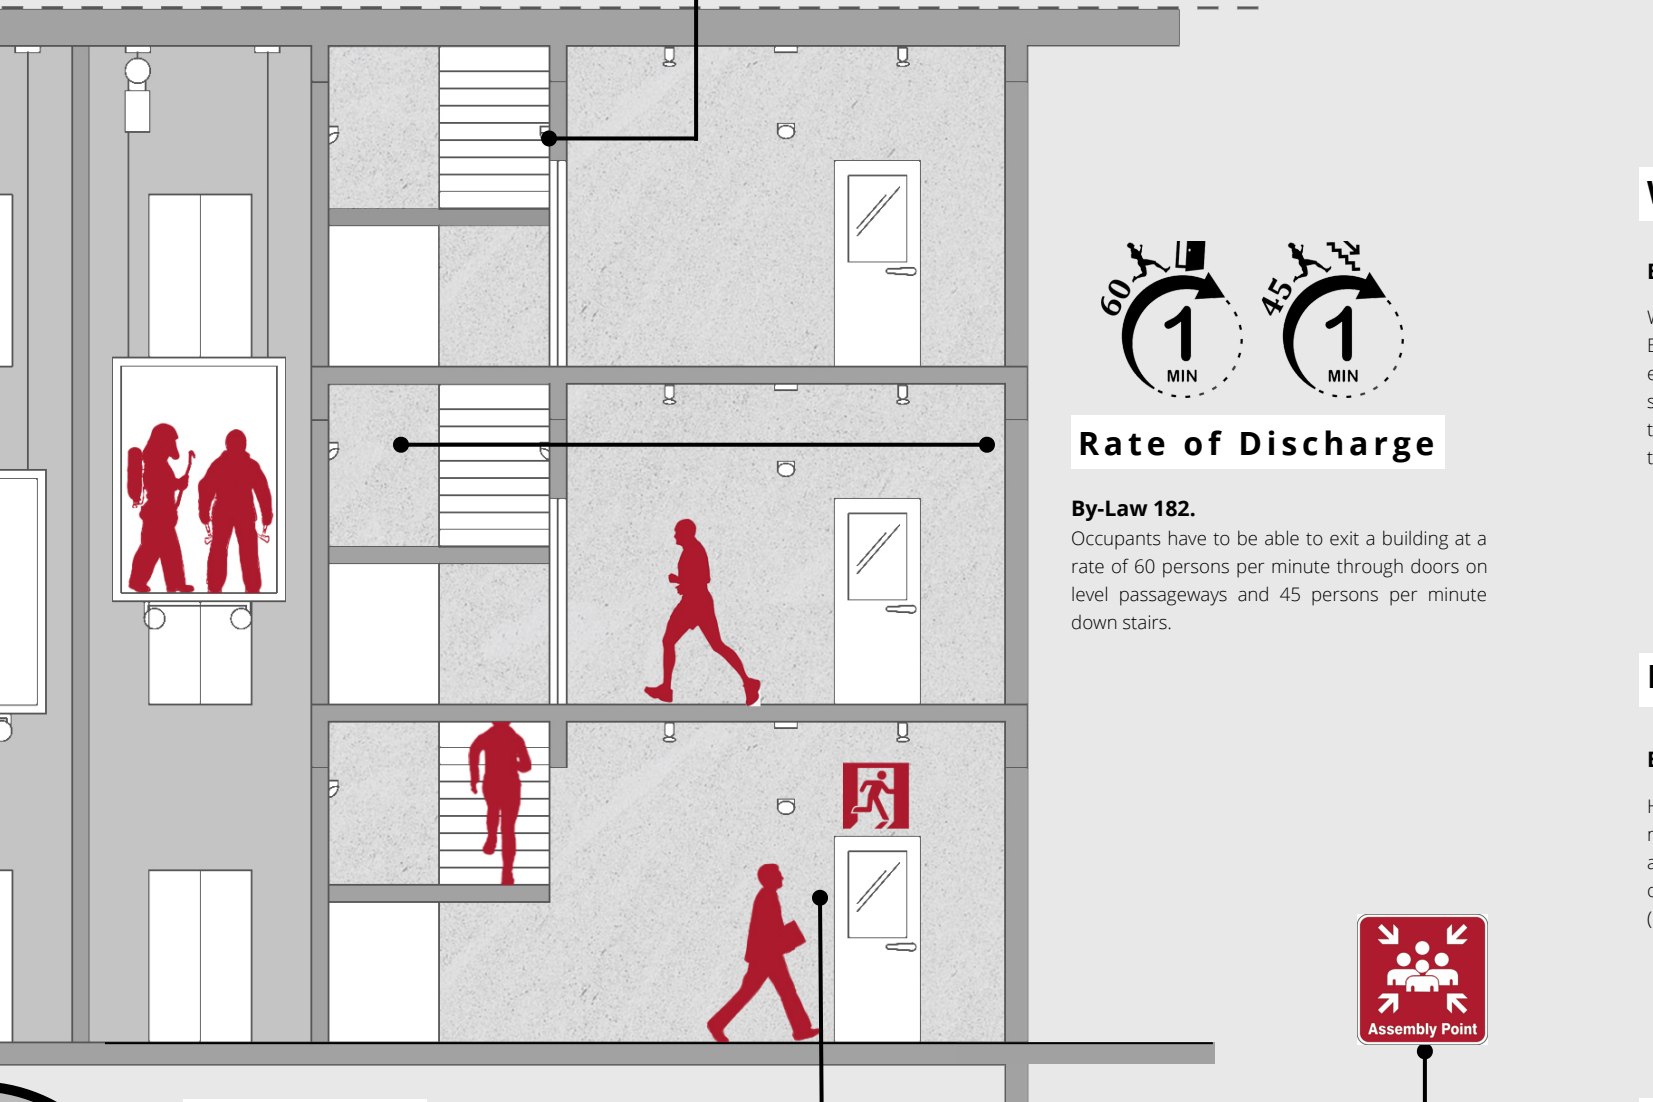 60
1
MIN
45
1
MIN
Rate of Discharge
By-Law 182.
Occupants have to be able to exit a building at a
rate of 60 persons per minute through doors on
level passageways and 45 persons per minute
down stairs.
Assembly Point